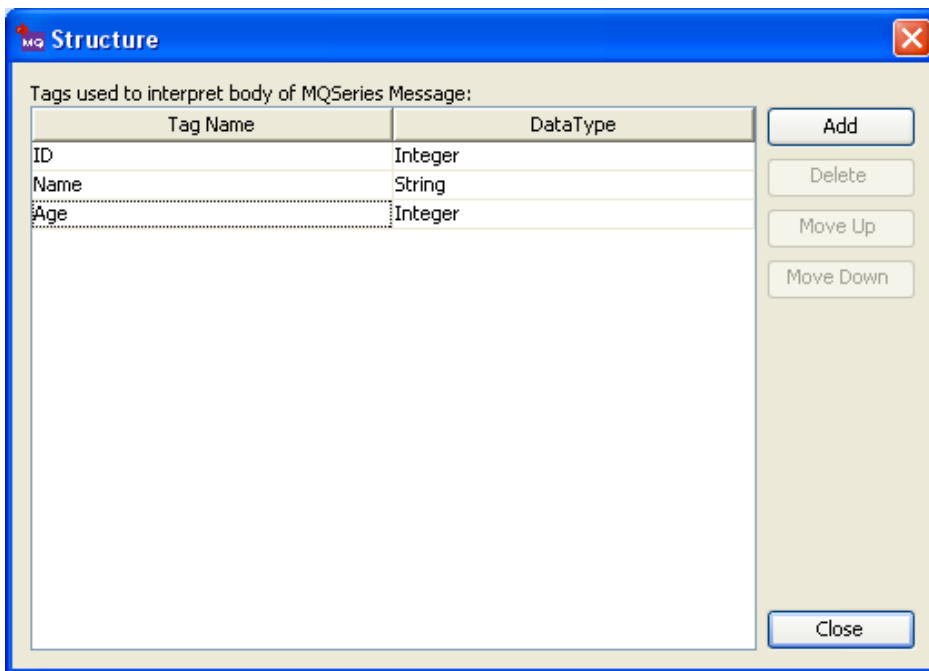 MQ Structure
Tags used to interpret body of MQSeries Message:
Tag Name DataType
ID Integer
Name String
Age Integer
Add
Delete
Move Up
Move Down
Close